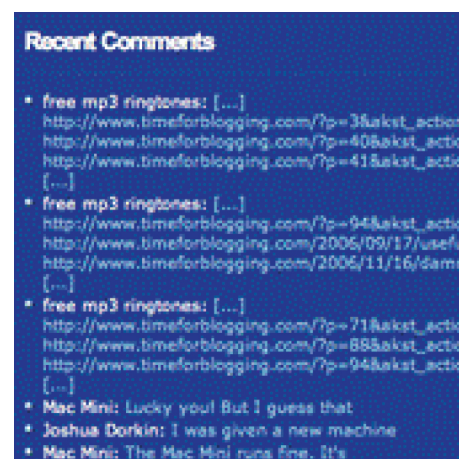 Recent Comments
• free mp3 ringtones: [...]
http://www.timeforblogging.com/?p=3&akst_action
http://www.timeforblogging.com/?p=40&akst_actio
http://www.timeforblogging.com/?p=41&akst_actio
[...]
• free mp3 ringtones: [...]
http://www.timeforblogging.com/?p=94&akst_actio
http://www.timeforblogging.com/2006/09/17/usefu
http://www.timeforblogging.com/2006/11/16/damn
[...]
• free mp3 ringtones: [...]
http://www.timeforblogging.com/?p=71&akst_actio
http://www.timeforblogging.com/?p=88&akst_actio
http://www.timeforblogging.com/?p=94&akst_actio
[...]
• Mac Mini: Lucky you! But I guess that
• Joshua Dorkin: I was given a new machine
• Mac Mini: The Mac Mini runs fine. It's